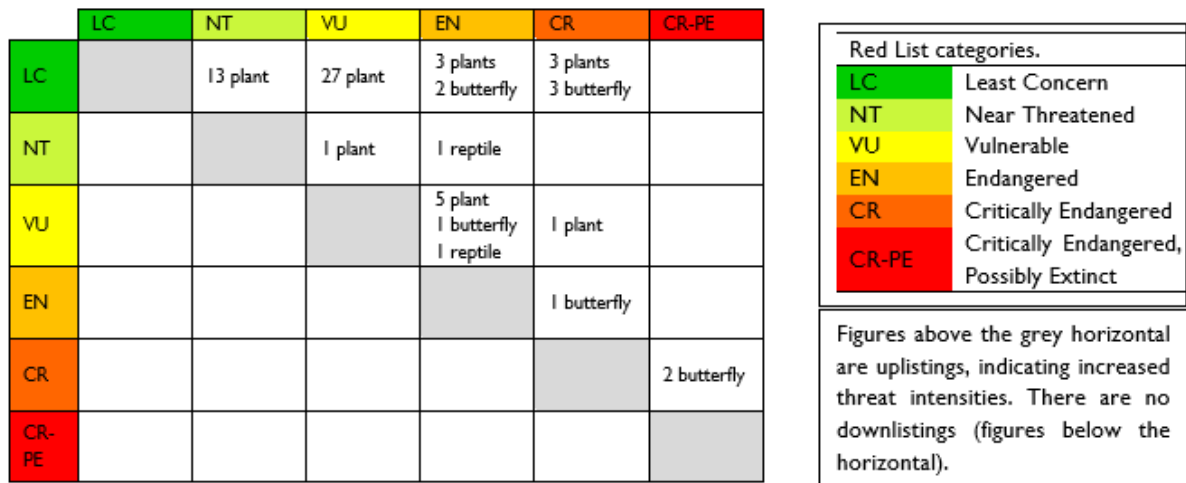 LC NT VU EN CR CR-PE
LC 13 plant 27 plant 3 plants 3 plants
2 butterfly 3 butterfly
NT 1 plant 1 reptile
VU 5 plant
1 butterfly 1 plant
1 reptile
EN 1 butterfly
CR 2 butterfly
CR-
PE
Red List categories.
LC Least Concern
NT Near Threatened
VU Vulnerable
EN Endangered
CR Critically Endangered
CR-PE Critically Endangered,
Possibly Extinct
Figures above the grey horizontal
are uplistings, indicating increased
threat intensities. There are no
downlistings (figures below the
horizontal).